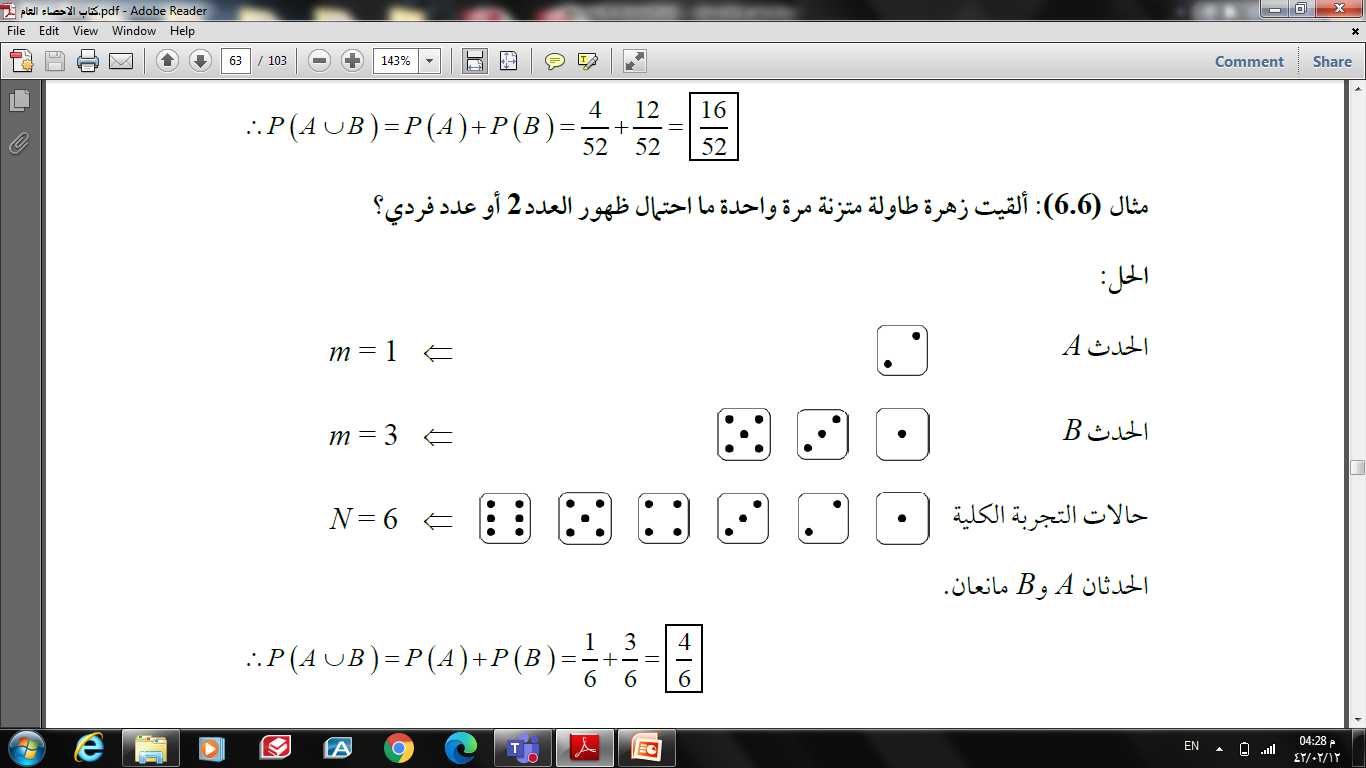 كتاب الاحصاء العام.pdf - Adobe Reader
File Edit View Window Help
63 / 103 143% Comment Share
∴ P(A ∪ B) = P(A) + P(B) = 4/52 + 12/52 = 16/52
مثال (6.6): ألقيت زهرة طاولة متزنة مرة واحدة ما احتمال ظهور العدد 2 أو عدد فردي؟
الحل:
الحدث A ⇐ m = 1
الحدث B ⇐ m = 3
حالات التجربة الكلية ⇐ N = 6
الحدثان A و B مانعان.
∴ P(A ∪ B) = P(A) + P(B) = 1/6 + 3/6 = 4/6
EN 04:28 م
٤٢/٠٢/١٢